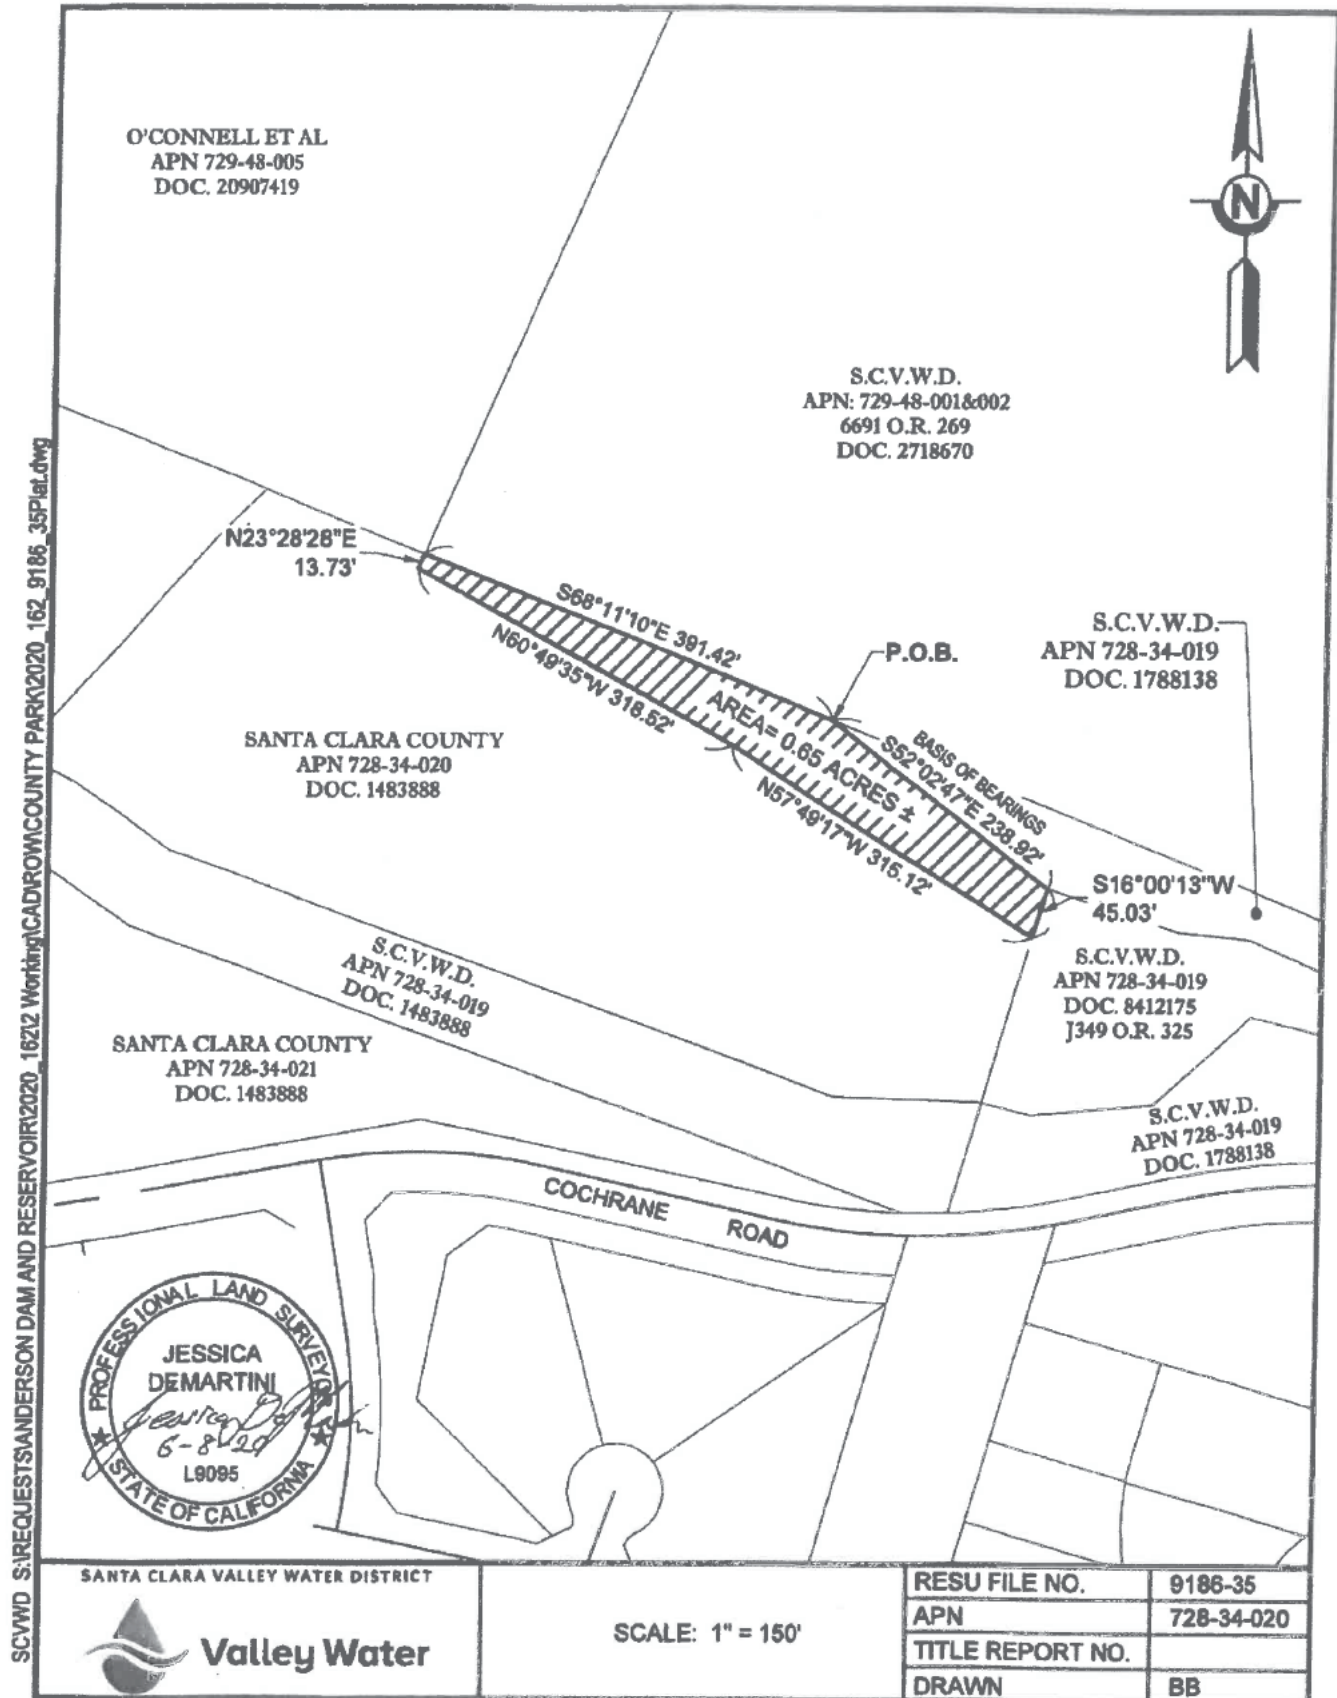 O'CONNELL ET AL
APN 729-48-005
DOC. 20907419
N
S.C.V.W.D.
APN: 729-48-001&002
6691 O.R. 269
DOC. 2718670
N23°28'28"E
13.73'
S68°11'10"E 391.42'
N60°49'35"W 318.52'
P.O.B.
S.C.V.W.D.
APN 728-34-019
DOC. 1788138
AREA= 0.65 ACRES ±
BASIS OF BEARINGS
S52°02'47"E 238.92'
N57°49'17"W 315.12'
SANTA CLARA COUNTY
APN 728-34-020
DOC. 1483888
S16°00'13"W
45.03'
S.C.V.W.D.
APN 728-34-019
DOC. 8412175
J349 O.R. 325
S.C.V.W.D.
APN 728-34-019
DOC. 1483888
SANTA CLARA COUNTY
APN 728-34-021
DOC. 1483888
S.C.V.W.D.
APN 728-34-019
DOC. 1788138
COCHRANE ROAD
PROFESSIONAL LAND SURVEYOR
JESSICA
DEMARTINI
6-8-20
L9095
STATE OF CALIFORNIA
SCVWD S:\REQUESTS\ANDERSON DAM AND RESERVOIR\2020_162\2 Working\CAD\ROW\COUNTY PARK\2020_162_9186_35Plat.dwg
SANTA CLARA VALLEY WATER DISTRICT
Valley Water
SCALE: 1" = 150'
RESU FILE NO. 9186-35
APN 728-34-020
TITLE REPORT NO.
DRAWN BB